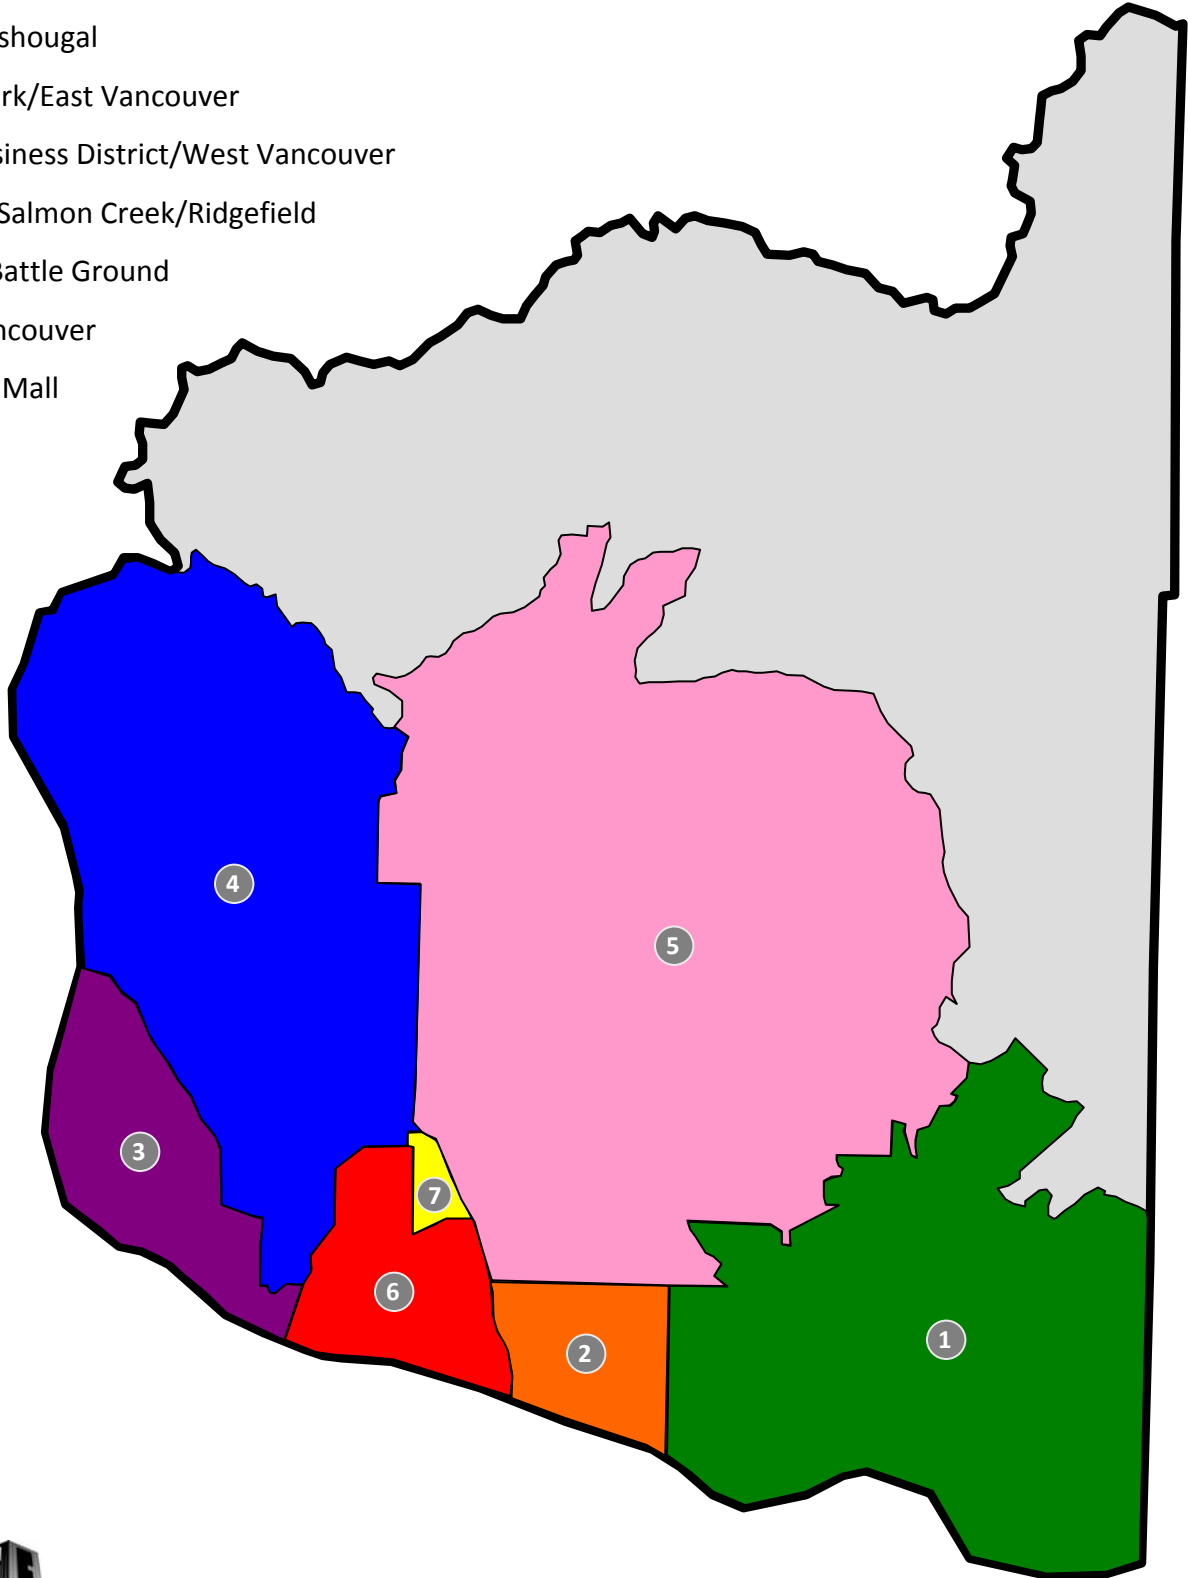 shougal
rk/East Vancouver
siness District/West Vancouver
Salmon Creek/Ridgefield
Battle Ground
ncouver
Mall
4
5
3
7
6
2
1